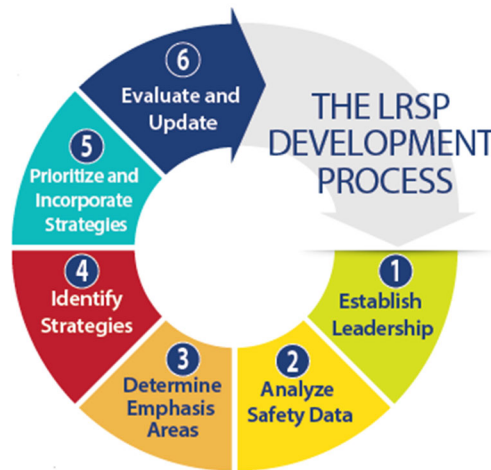 THE LRSP
DEVELOPMENT
PROCESS
1
Establish
Leadership
2
Analyze
Safety Data
3
Determine
Emphasis
Areas
4
Identify
Strategies
5
Prioritize and
Incorporate
Strategies
6
Evaluate and
Update